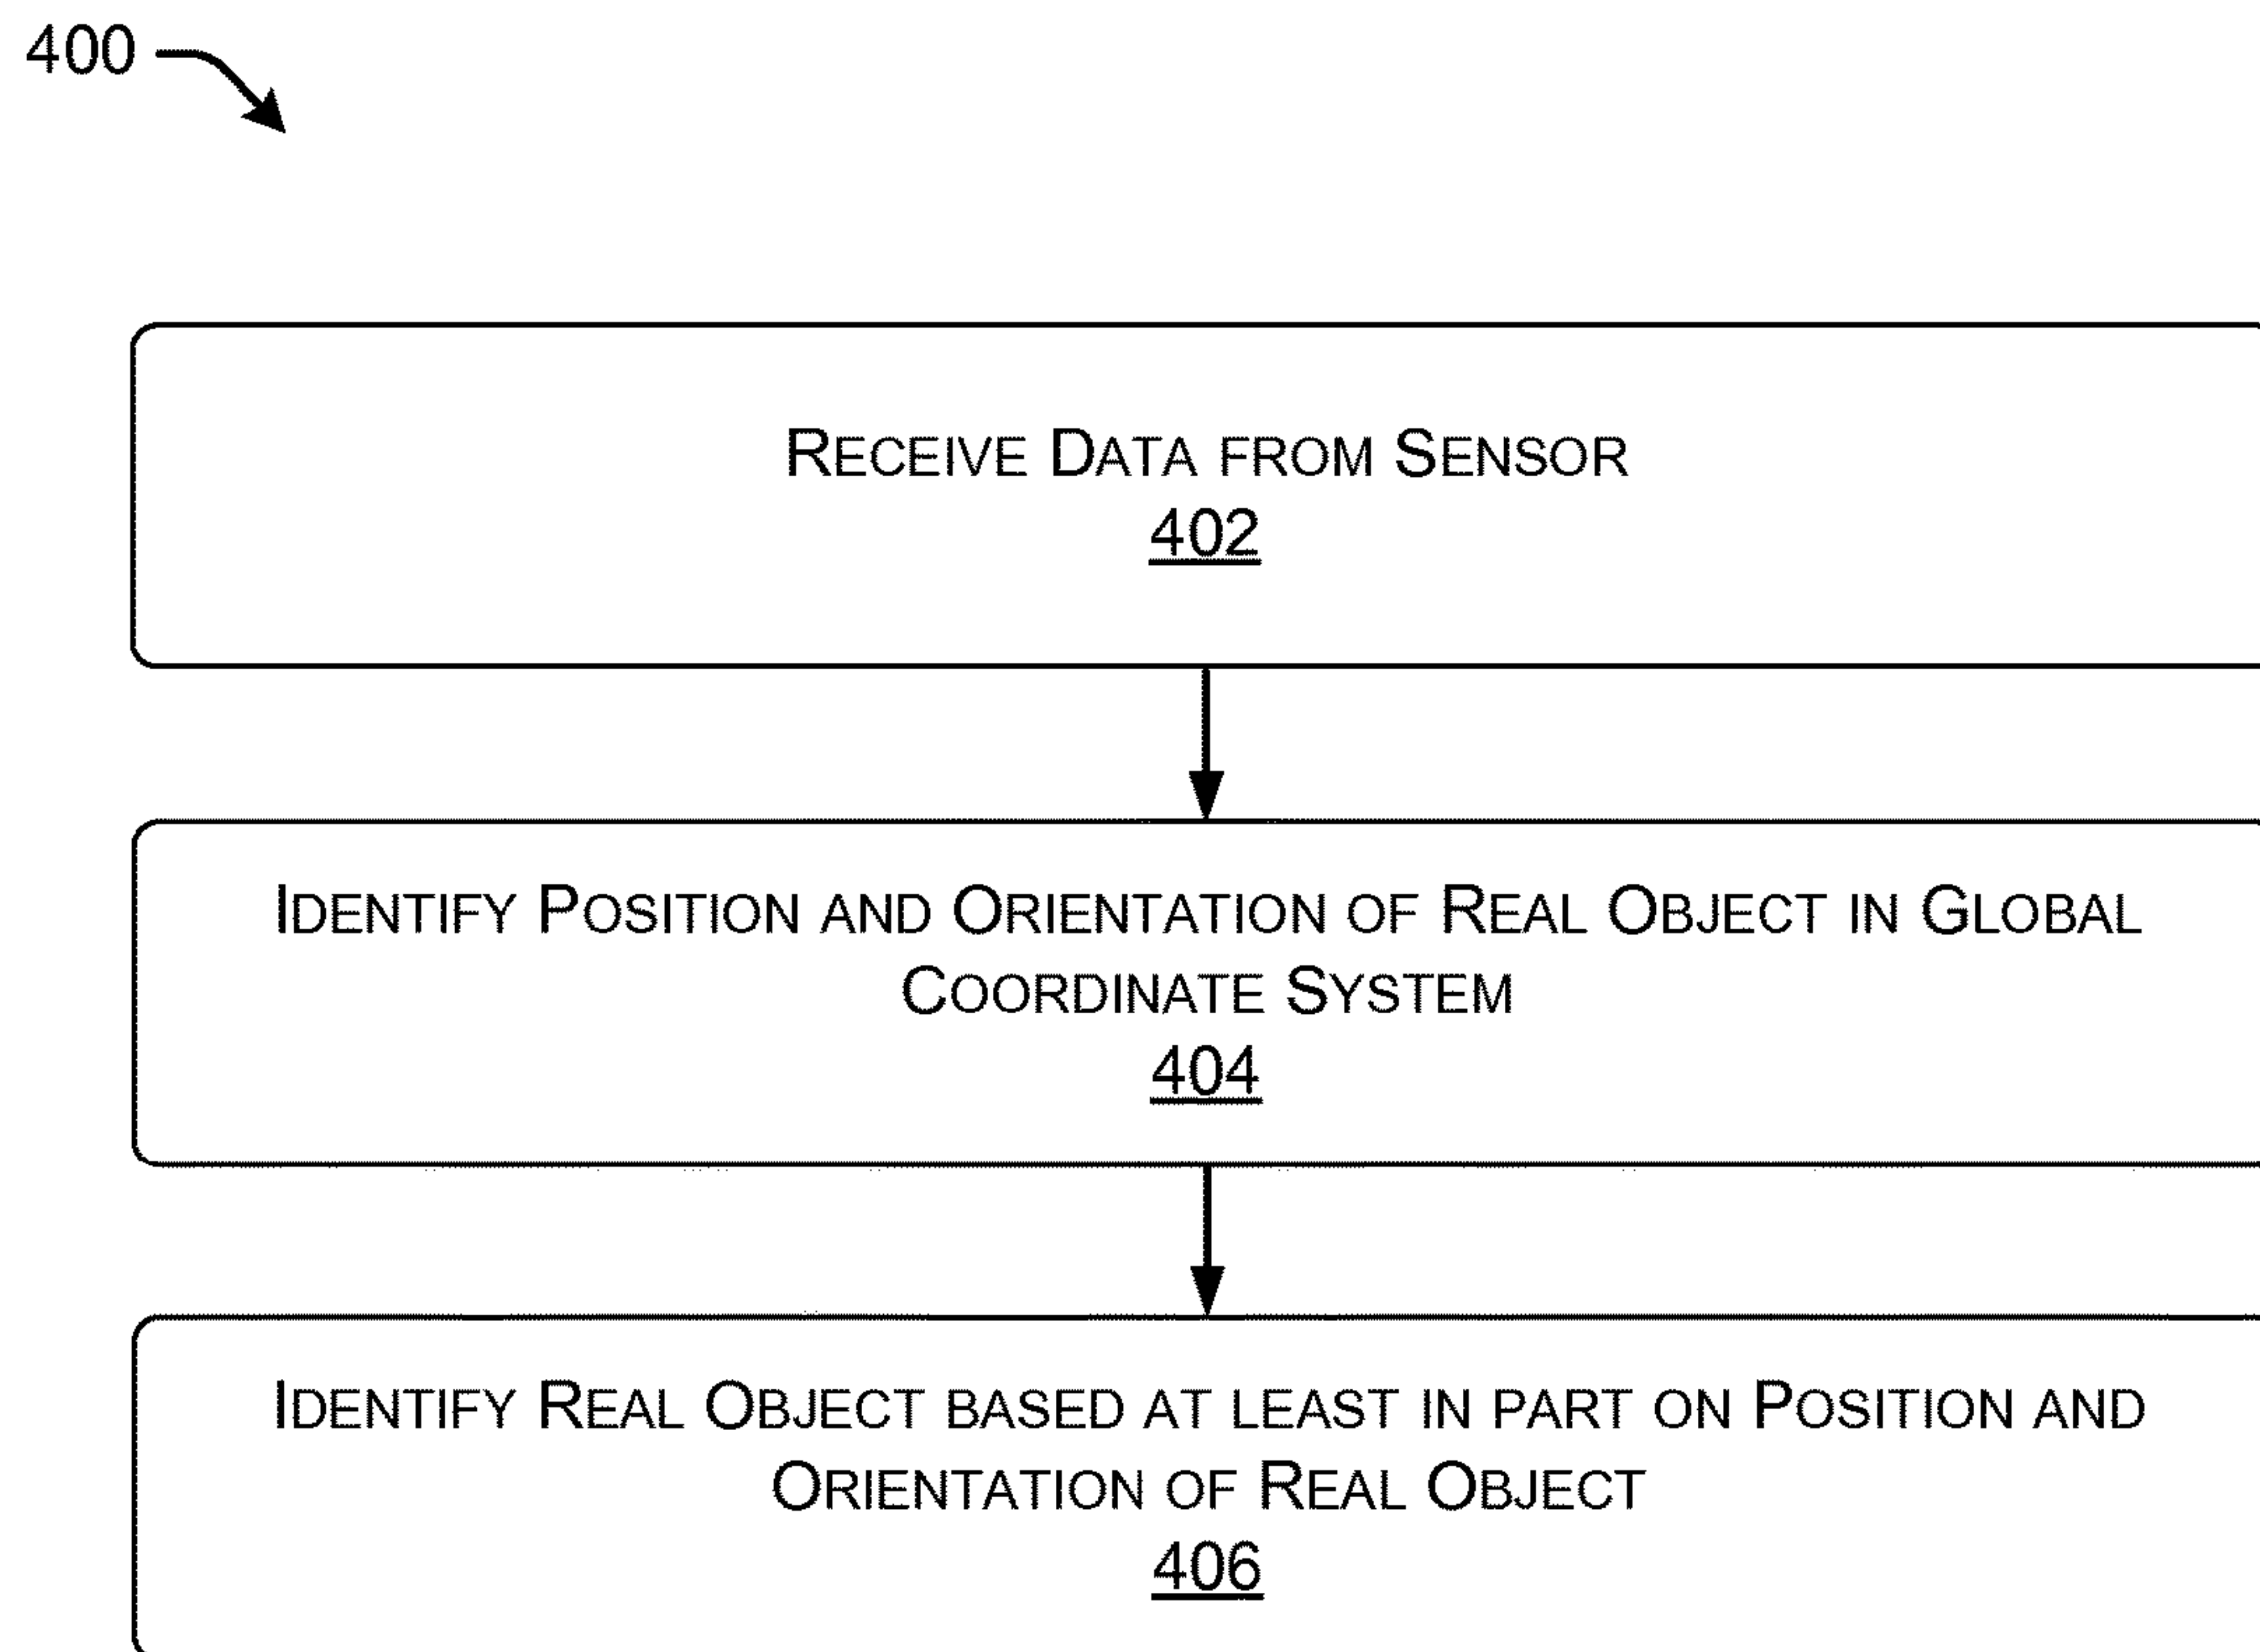 400
RECEIVE DATA FROM SENSOR
402
IDENTIFY POSITION AND ORIENTATION OF REAL OBJECT IN GLOBAL
COORDINATE SYSTEM
404
IDENTIFY REAL OBJECT BASED AT LEAST IN PART ON POSITION AND
ORIENTATION OF REAL OBJECT
406